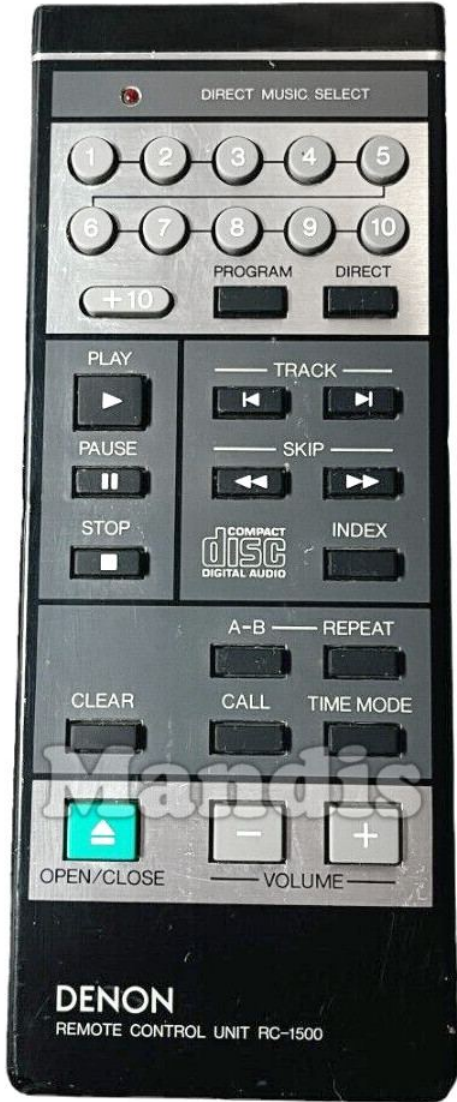 DIRECT MUSIC SELECT
1 2 3 4 5
6 7 8 9 10
PROGRAM DIRECT
+10
PLAY
TRACK
PAUSE
SKIP
STOP
COMPACT
disc
DIGITAL AUDIO
INDEX
A-B REPEAT
CLEAR CALL TIME MODE
Mandis
- +
OPEN/CLOSE VOLUME
DENON
REMOTE CONTROL UNIT RC-1500